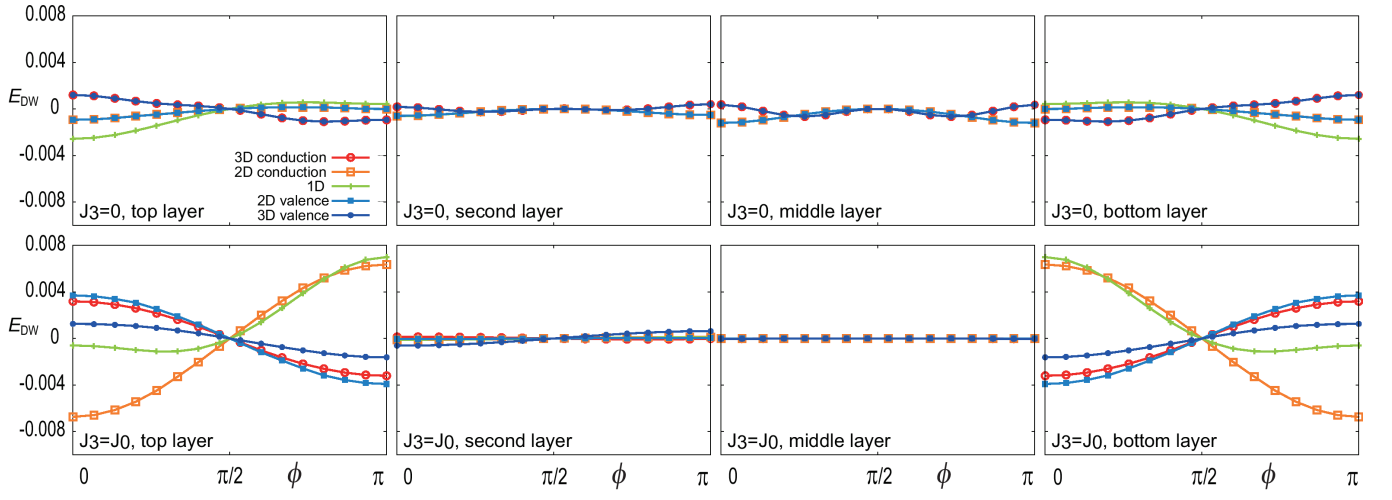 0.008
0.004
E_DW
0
-0.004
-0.008
3D conduction
2D conduction
1D
2D valence
3D valence
J3=0, top layer
J3=0, second layer
J3=0, middle layer
J3=0, bottom layer
0.008
0.004
E_DW
0
-0.004
-0.008
J3=J0, top layer
J3=J0, second layer
J3=J0, middle layer
J3=J0, bottom layer
0 π/2 ϕ π
0 π/2 ϕ π
0 π/2 ϕ π
0 π/2 ϕ π